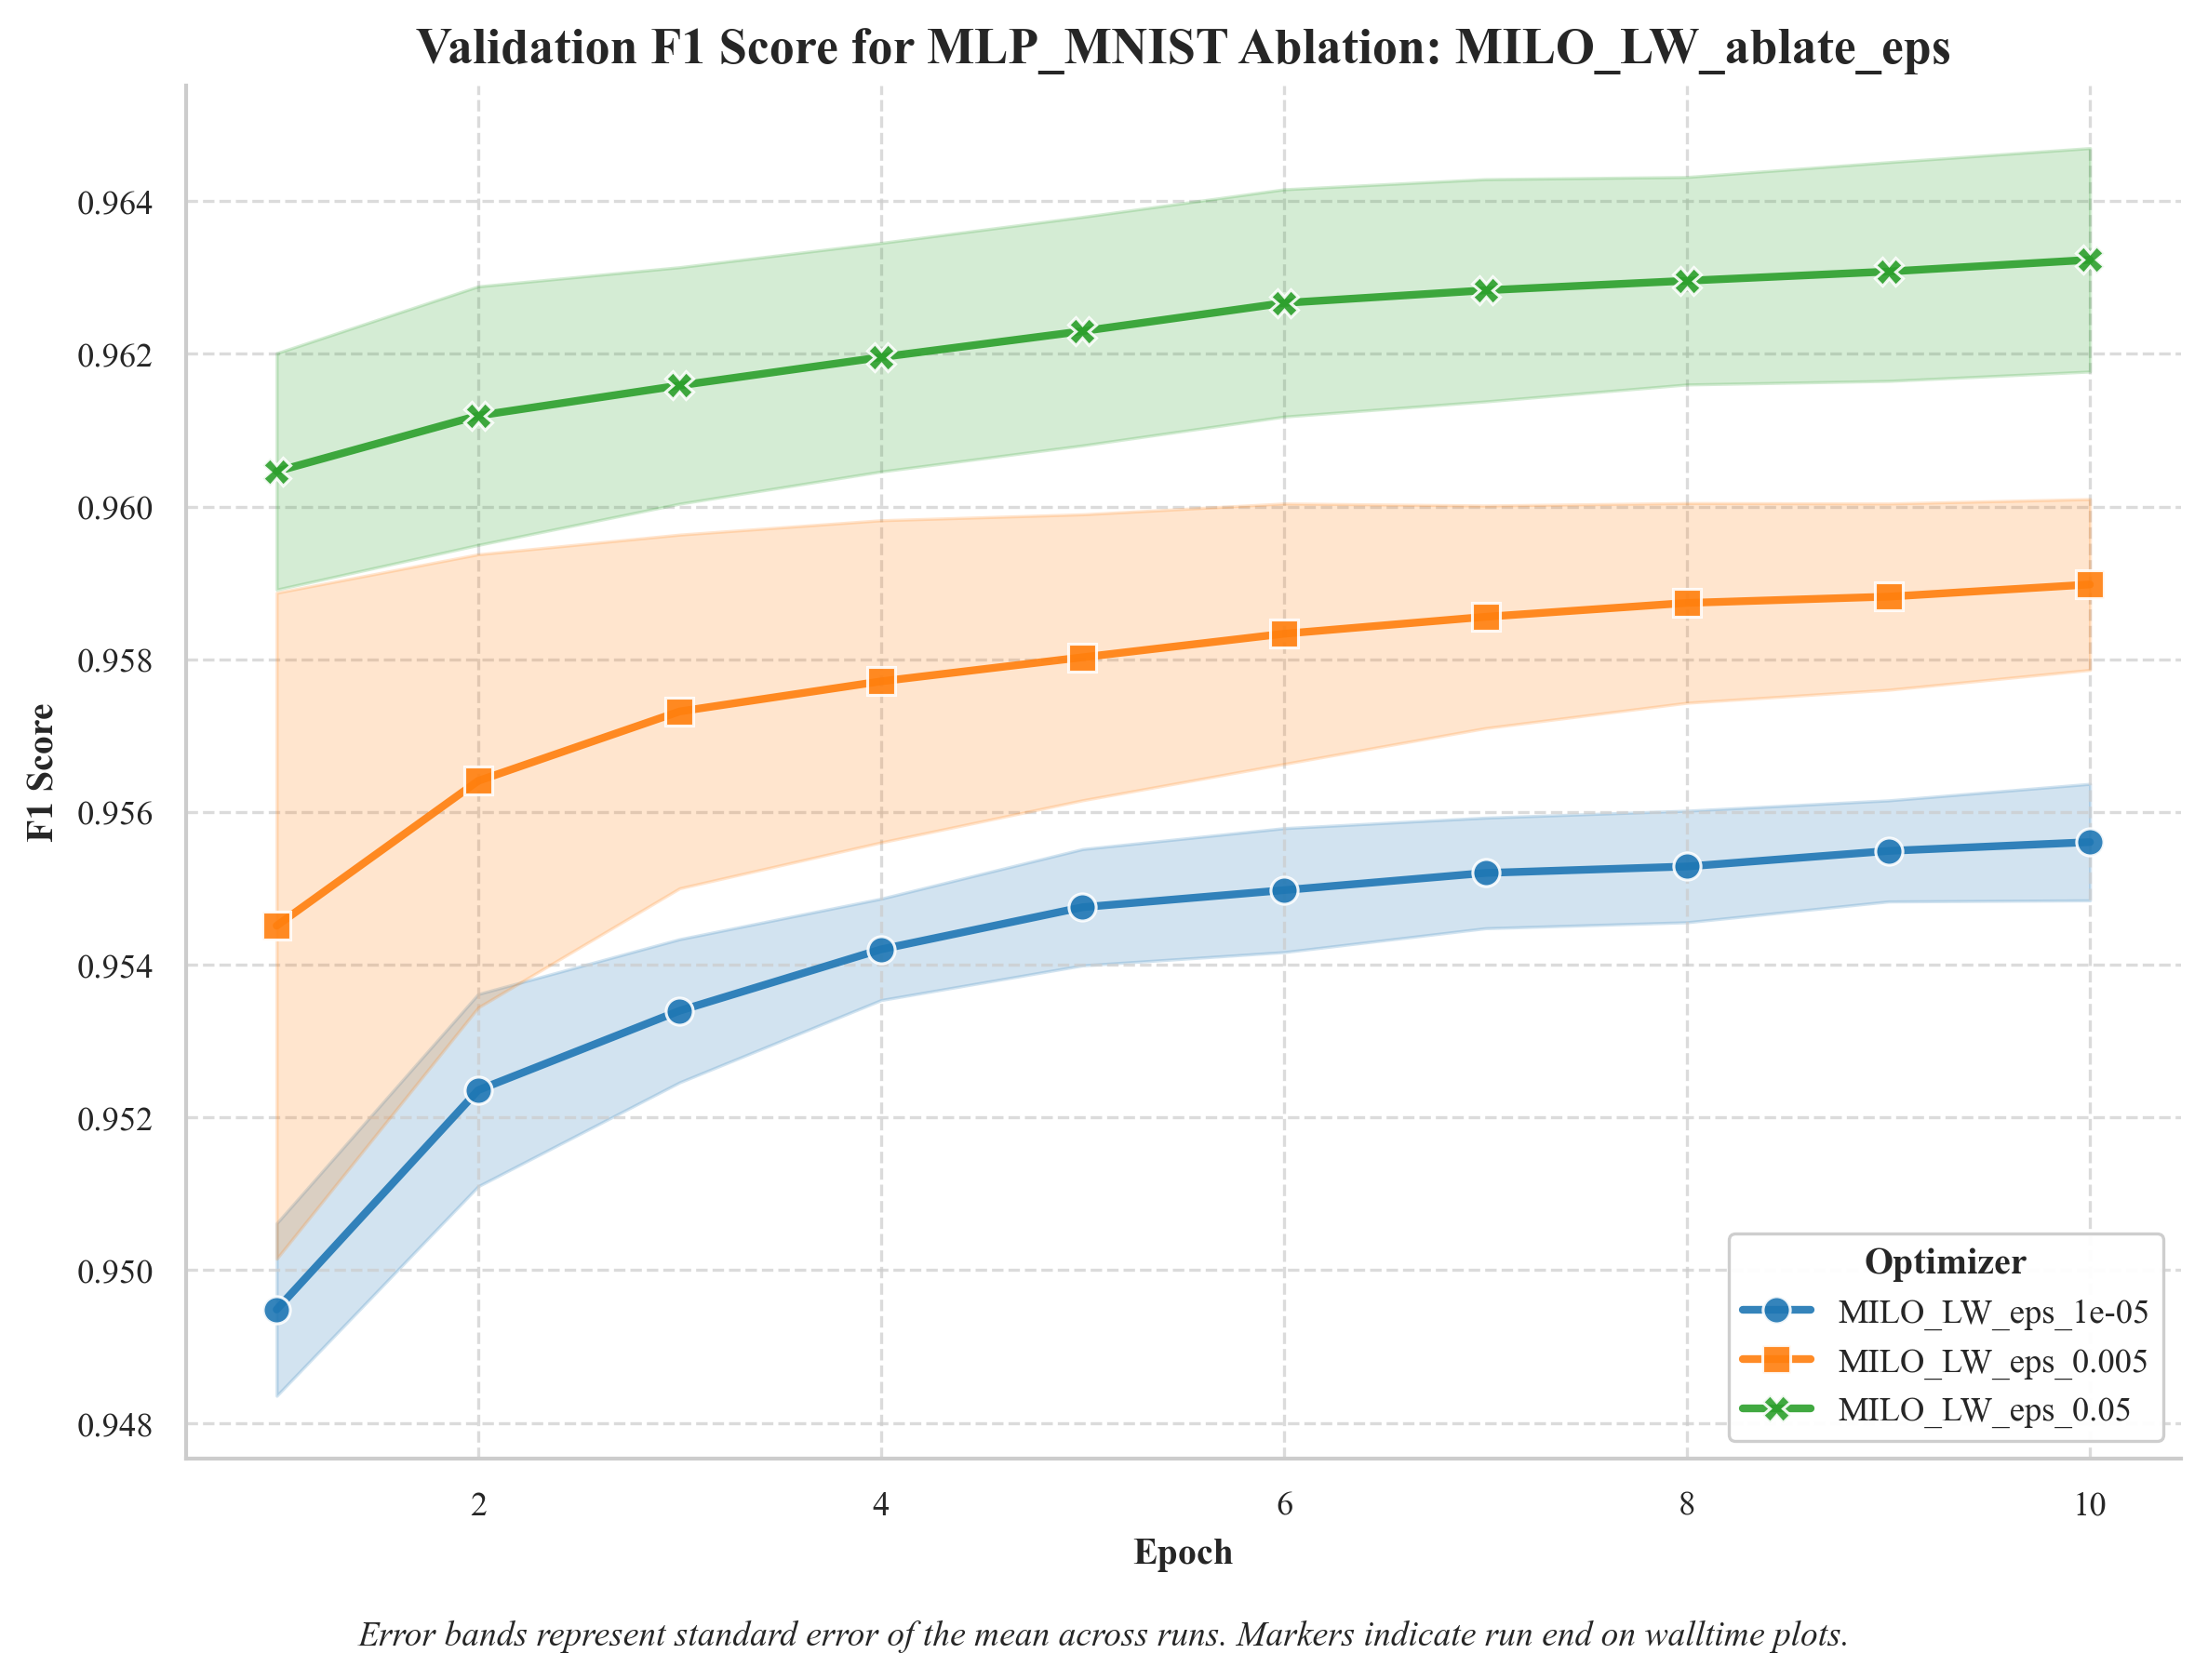 Validation F1 Score for MLP_MNIST Ablation: MILO_LW_ablate_eps
F1 Score
0.964
0.962
0.960
0.958
0.956
0.954
0.952
0.950
0.948
2
4
6
8
10
Epoch
Optimizer
MILO_LW_eps_1e-05
MILO_LW_eps_0.005
MILO_LW_eps_0.05
Error bands represent standard error of the mean across runs. Markers indicate run end on walltime plots.